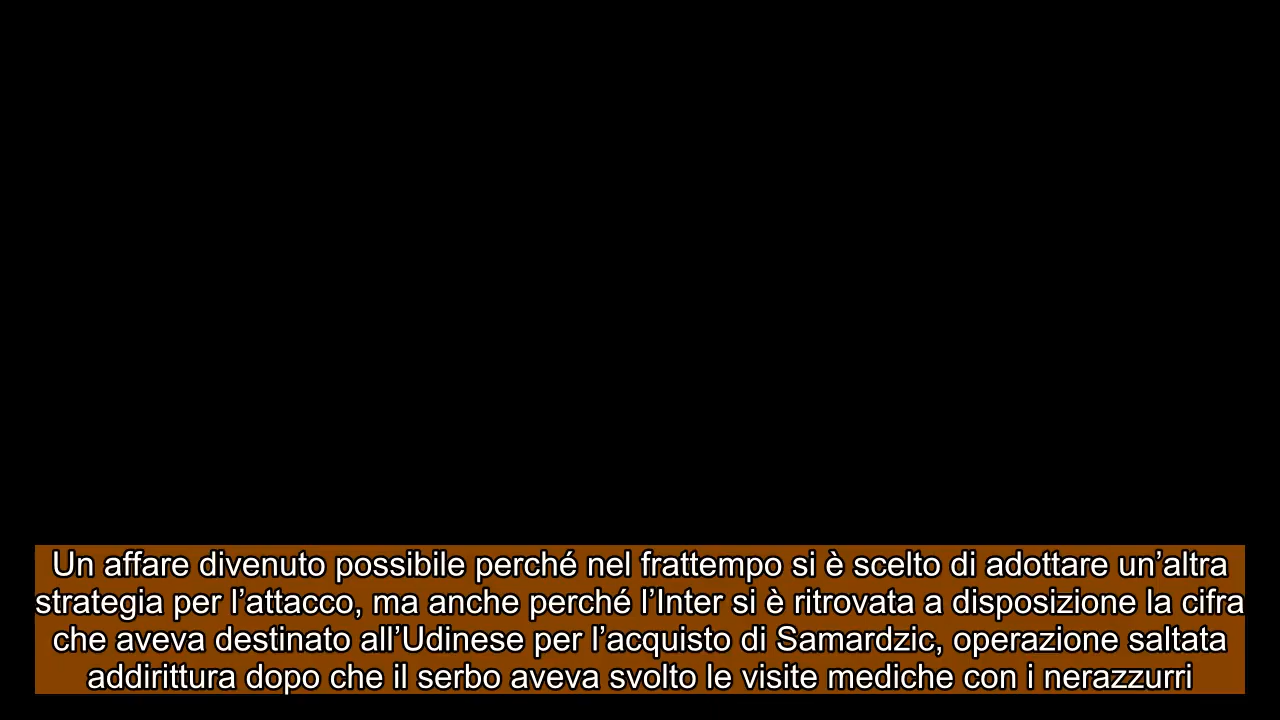 Un affare divenuto possibile perché nel frattempo si è scelto di adottare un’altra
strategia per l’attacco, ma anche perché l’Inter si è ritrovata a disposizione la cifra
che aveva destinato all’Udinese per l’acquisto di Samardzic, operazione saltata
addirittura dopo che il serbo aveva svolto le visite mediche con i nerazzurri